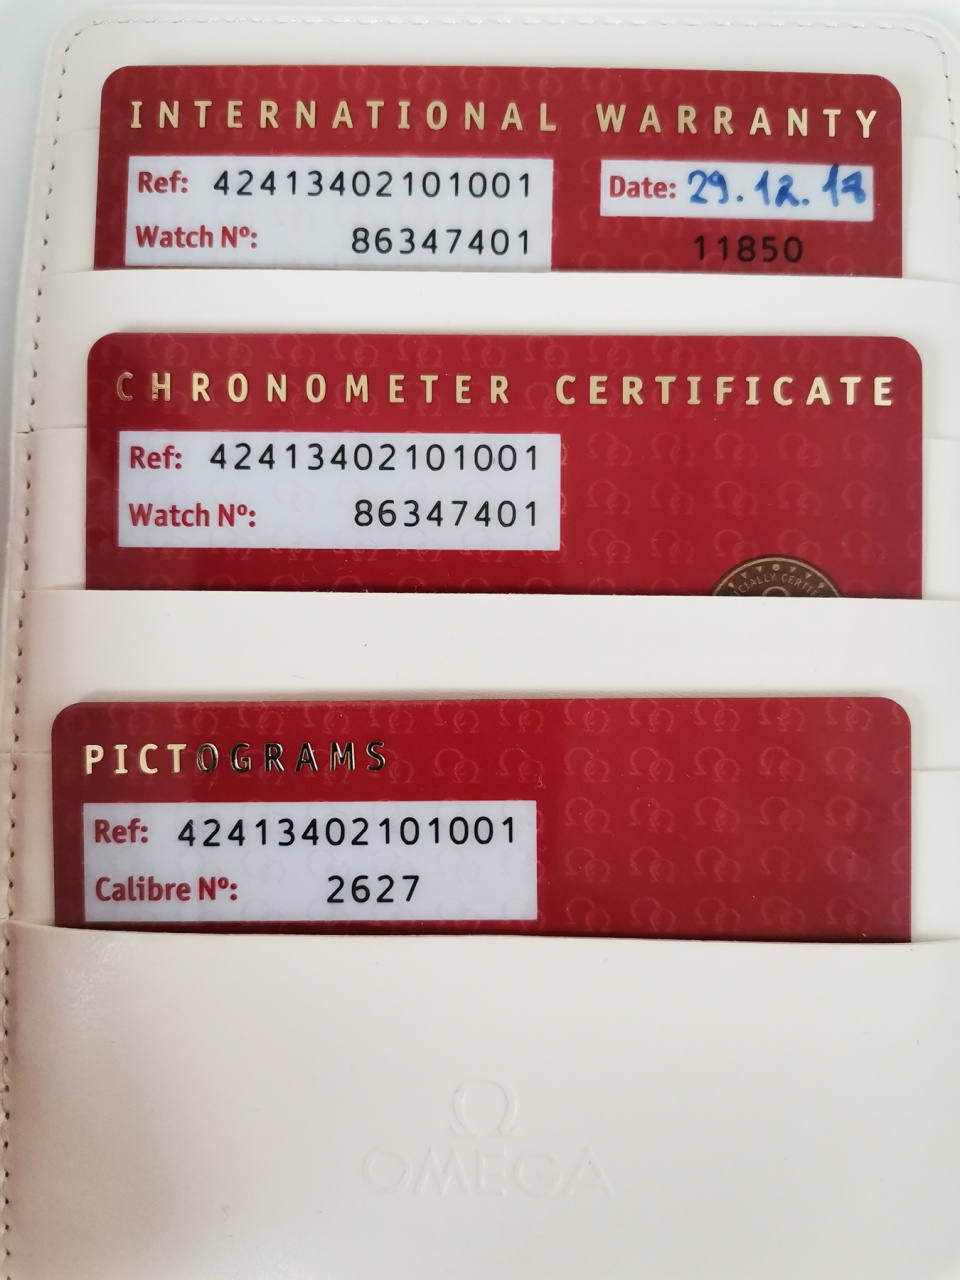 INTERNATIONAL WARRANTY
Ref: 42413402101001
Date: 29.12.17
Watch Nº: 86347401
11850
CHRONOMETER CERTIFICATE
Ref: 42413402101001
Watch Nº: 86347401
PICTOGRAMS
Ref: 42413402101001
Calibre Nº: 2627
OMEGA